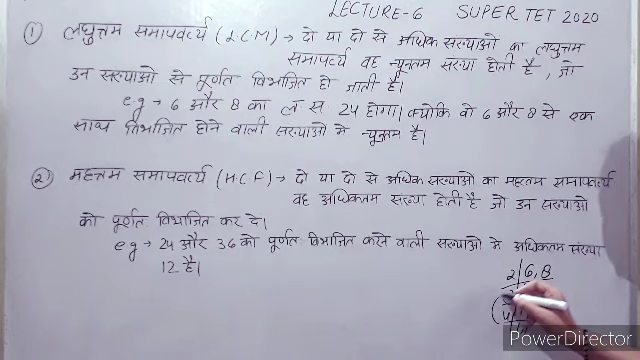 LECTURE-6 SUPER TET 2020
① लघुत्तम समापवर्त्य (LCM) → दो या दो से अधिक संख्याओ का लघुत्तम
समापवर्त्य वह न्यूनतम संख्या होती है, जो
उन संख्याओ से पूर्णत विभाजित हो जाती है।
e.g → 6 और 8 का ल स 24 होगा। क्योकि वो 6 और 8 से एक
साथ विभाजित होने वाली संख्याओ मे न्यूनतम है।
② महत्तम समापवर्त्य (H.C.F) → दो या दो से अधिक संख्याओ का महत्तम समापवर्त्य
वह अधिकतम संख्या होती है जो उन संख्याओ
को पूर्णत विभाजित कर दे।
e.g → 24 और 36 को पूर्णत विभाजित करने वाली संख्याओ मे अधिकतम संख्या
12 है।
2 6, 8
PowerDirector